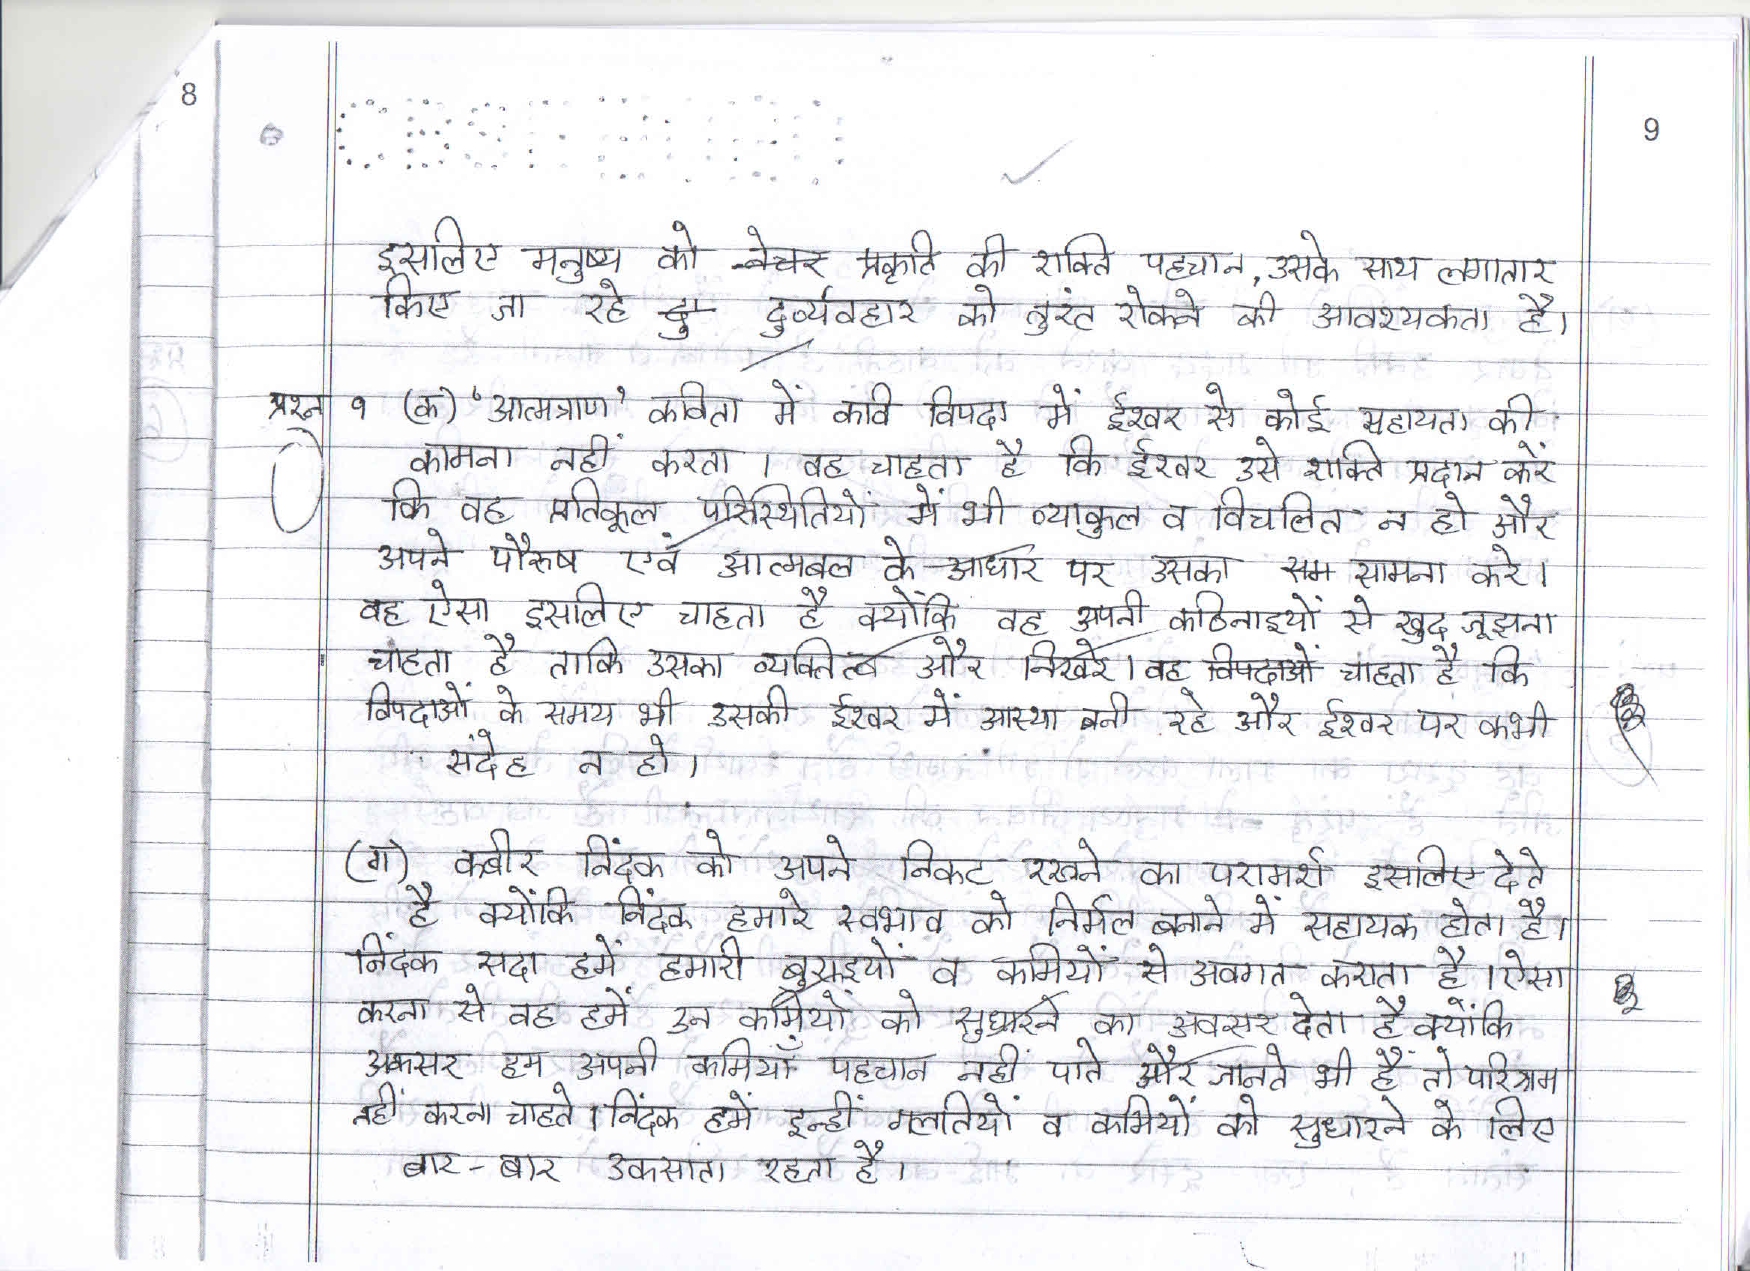 8
9
इसलिए मनुष्य को नेचर प्रकृति की शक्ति पहचान, उसके साथ लगातार
किए जा रहे दु दुर्व्यवहार को तुरंत रोकने की आवश्यकता है।
प्रश्न १ (क) 'आत्मत्राण' कविता में कवि विपदा में ईश्वर से कोई सहायता की
कामना नहीं करता । वह चाहता है कि ईश्वर उसे शक्ति प्रदान करें
कि वह प्रतिकूल परिस्थितियों में भी व्याकुल व विचलित न हो और
अपने पौरुष एवं आत्मबल के आधार पर उसका सम सामना करे।
वह ऐसा इसलिए चाहता है क्योंकि वह अपनी कठिनाइयों से खुद जूझना
चाहता है ताकि उसका व्यक्तित्व और निखरे। वह विपदाओं चाहता है कि
विपदाओं के समय भी उसकी ईश्वर में आस्था बनी रहे और ईश्वर पर कभी
संदेह न हो।
(ग) कबीर निंदक को अपने निकट रखने का परामर्श इसलिए देते
है क्योंकि निंदक हमारे स्वभाव को निर्मल बनाने में सहायक होता है।
निंदक सदा हमें हमारी बुराइयों व कमियों से अवगत कराता है। ऐसा
करना से वह हमें उन कमियों को सुधारने का अवसर देता है क्योंकि
अकसर हम अपनी कमियाँ पहचान नहीं पाते और जानते भी हैं तो परिश्रम
नहीं करना चाहते। निंदक हमें इन्हीं गलतियों व कमियों को सुधारने के लिए
बार-बार उकसाता रहता है।